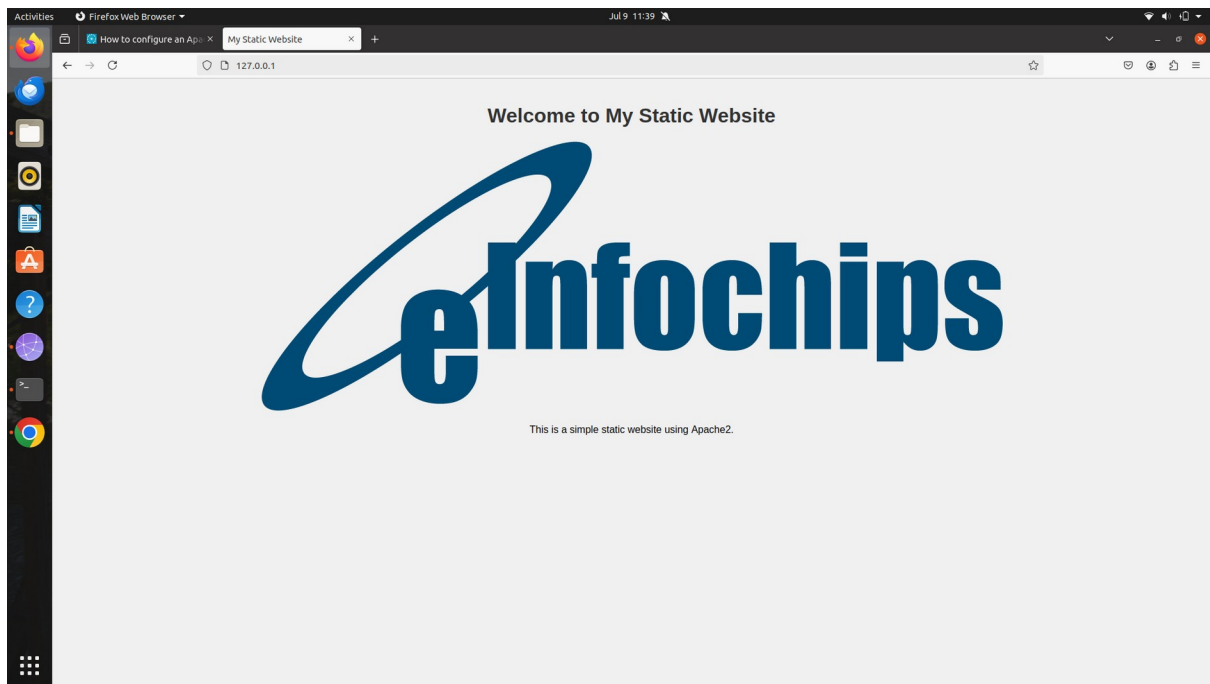 Activities Firefox Web Browser Jul 9 11:39
How to configure an Apa My Static Website
127.0.0.1
Welcome to My Static Website
eInfochips
This is a simple static website using Apache2.